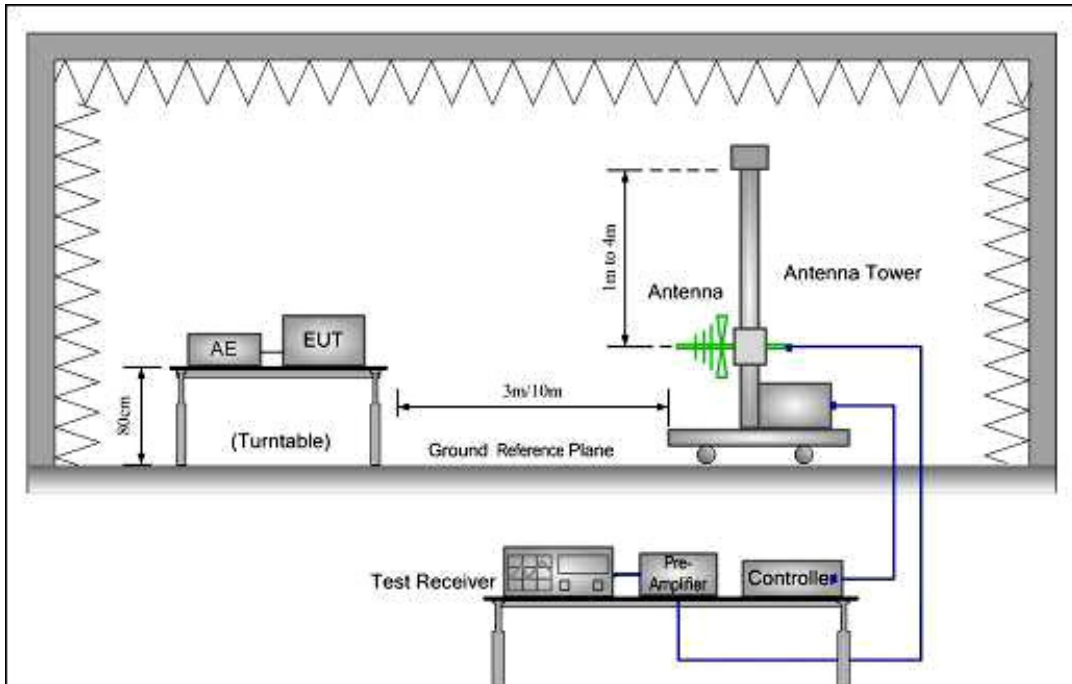 1m to 4m
Antenna Tower
Antenna
EUT
AE
3m/10m
80cm
(Turntable)
Ground Reference Plane
Test Receiver
Pre-
Amplifier
Controller